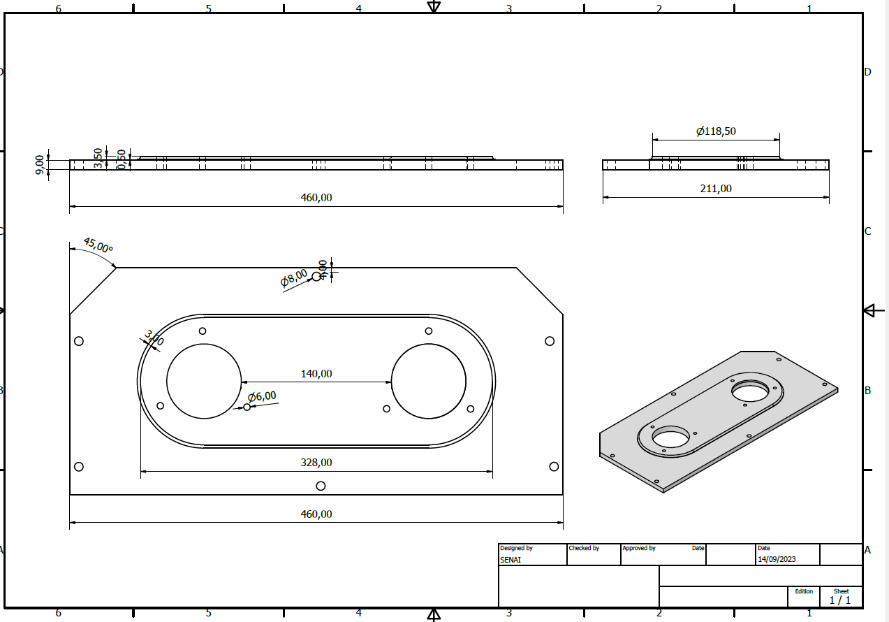 6 5 4 3 2 1
D D
C C
B B
A A
9,00
3,50
0,50
460,00
Ø118,50
211,00
45,00°
Ø8,00
3,00
140,00
Ø6,00
328,00
460,00
Designed by
SENAI
Checked by
Approved by
Date
Date
14/09/2023
Edition
Sheet
1 / 1
6 5 4 3 2 1